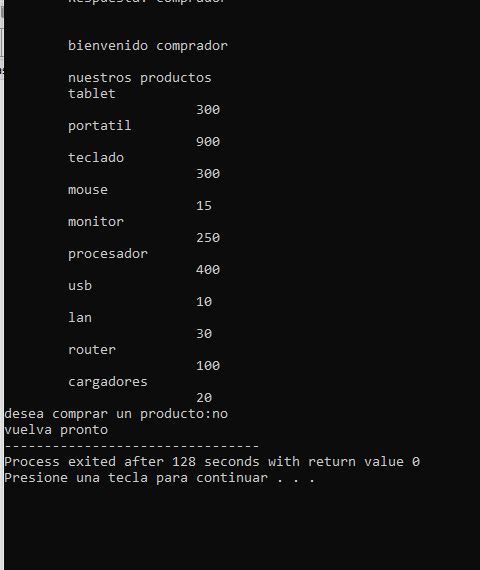 Respuesta: comprador
bienvenido comprador
nuestros productos
tablet
300
portatil
900
teclado
300
mouse
15
monitor
250
procesador
400
usb
10
lan
30
router
100
cargadores
20
desea comprar un producto:no
vuelva pronto
--------------------------------
Process exited after 128 seconds with return value 0
Presione una tecla para continuar . . .